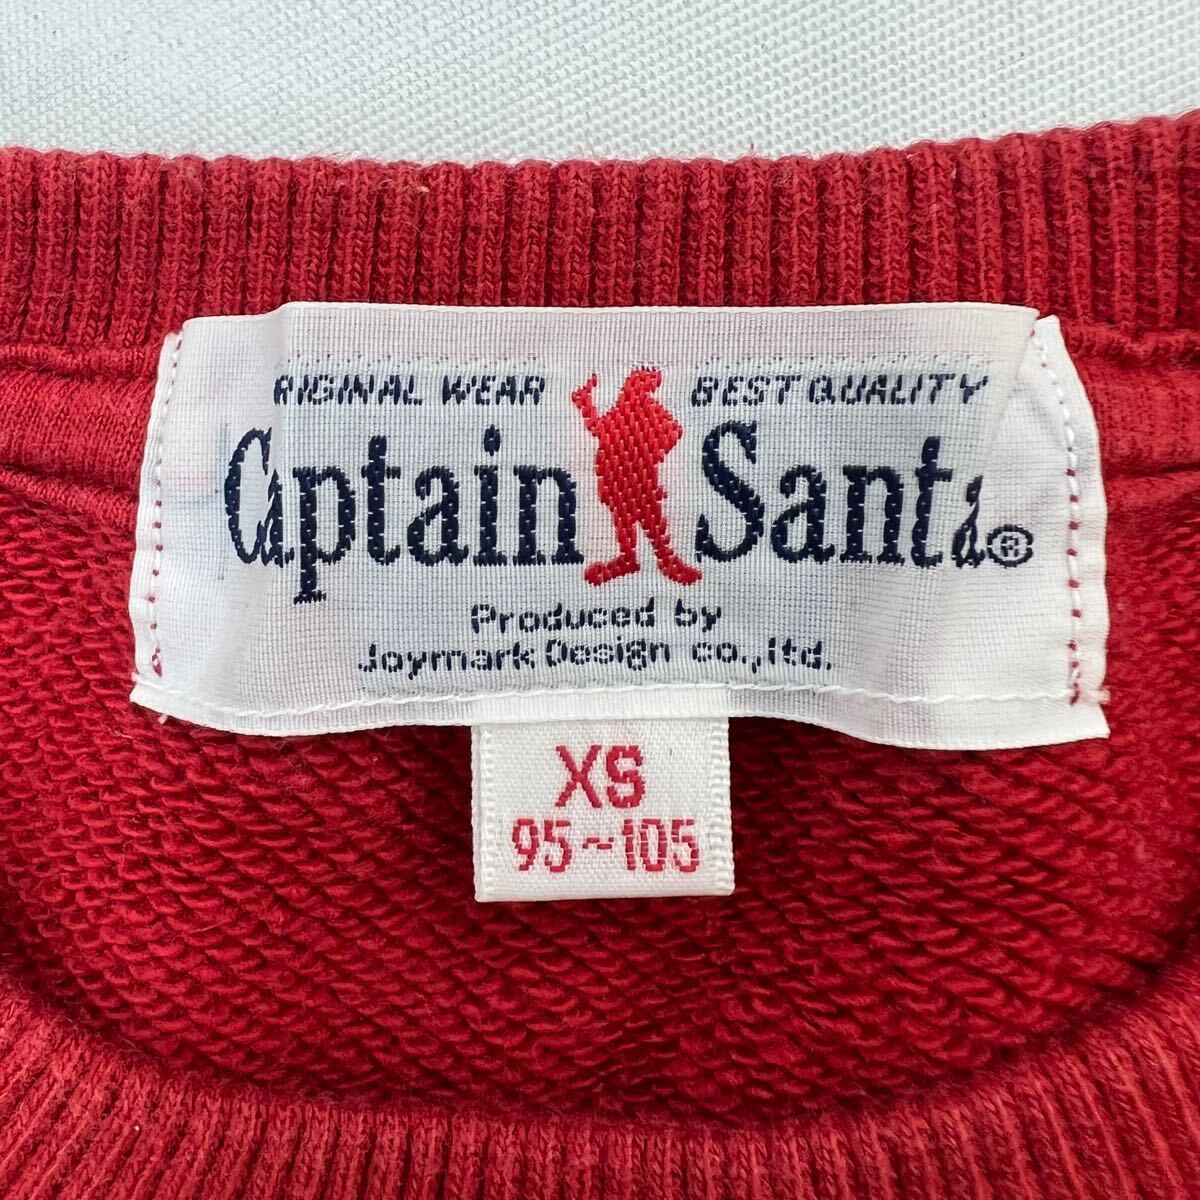 RIGINAL WEAR BEST QUALITY
Captain Santa®
Produced by
Joymark Design co.,ltd.
XS
95~105